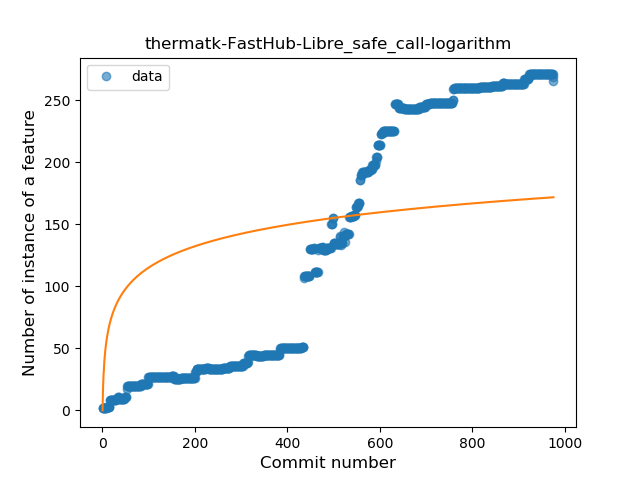 thermatk-FastHub-Libre_safe_call-logarithm
data
Number of instance of a feature
250
200
150
100
50
0
0 200 400 600 800 1000
Commit number